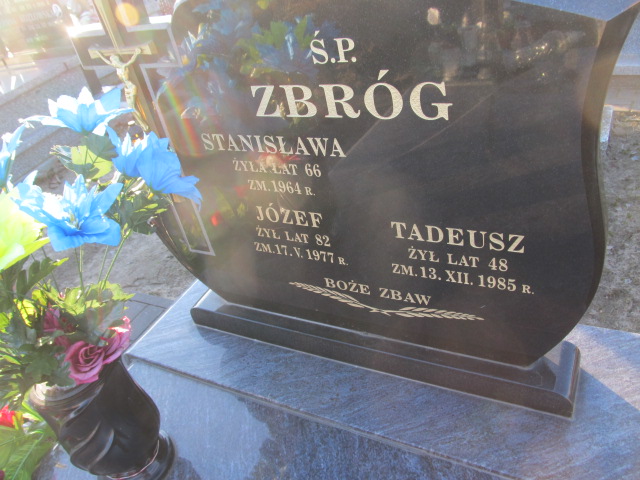 Ś.P.
ZBRÓG
STANISŁAWA
ŻYŁA LAT 66
ZM. 1964 R.
JÓZEF
ŻYŁ LAT 82
ZM. 17. V. 1977 R.
TADEUSZ
ŻYŁ LAT 48
ZM. 13. XII. 1985 R.
BOŻE ZBAW